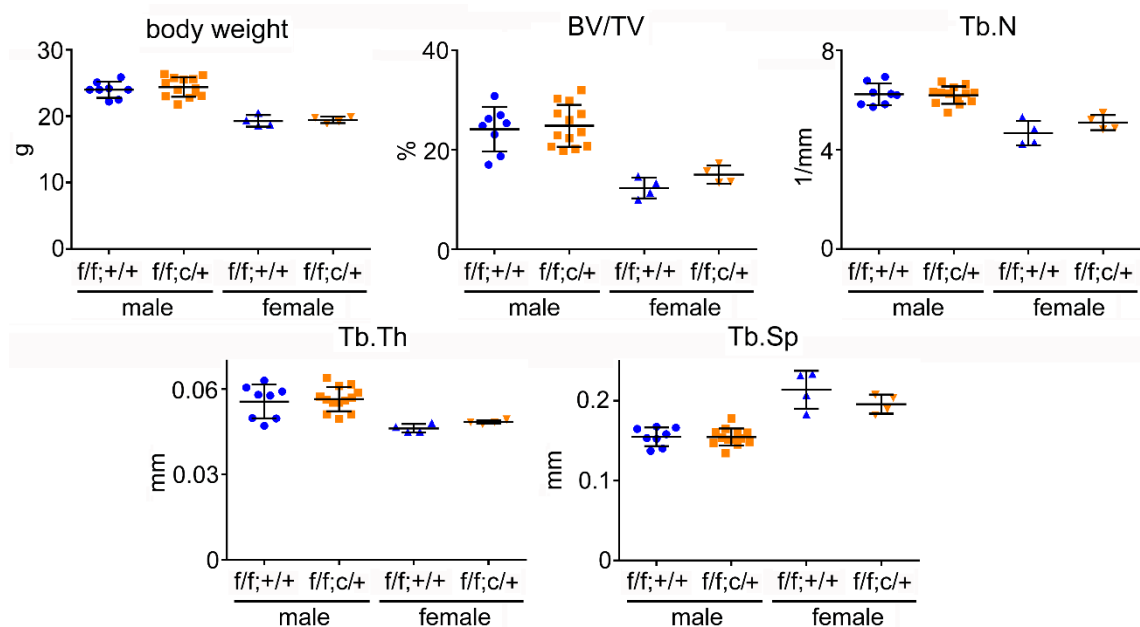 body weight
30
20
10
0
g
f/f;+/+ f/f;c/+ f/f;+/+ f/f;c/+
male female
BV/TV
40
20
0
%
f/f;+/+ f/f;c/+ f/f;+/+ f/f;c/+
male female
Tb.N
8
4
0
1/mm
f/f;+/+ f/f;c/+ f/f;+/+ f/f;c/+
male female
Tb.Th
0.06
0.03
0
mm
f/f;+/+ f/f;c/+ f/f;+/+ f/f;c/+
male female
Tb.Sp
0.2
0.1
0
mm
f/f;+/+ f/f;c/+ f/f;+/+ f/f;c/+
male female